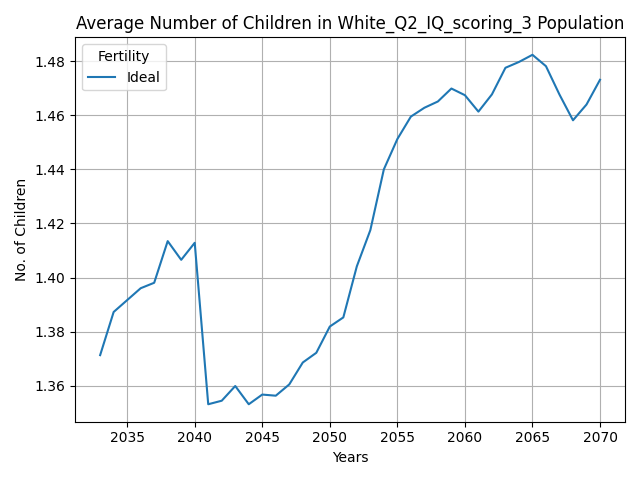 Average Number of Children in White_Q2_IQ_scoring_3 Population
Fertility
Ideal
No. of Children
1.48
1.46
1.44
1.42
1.40
1.38
1.36
2035 2040 2045 2050 2055 2060 2065 2070
Years